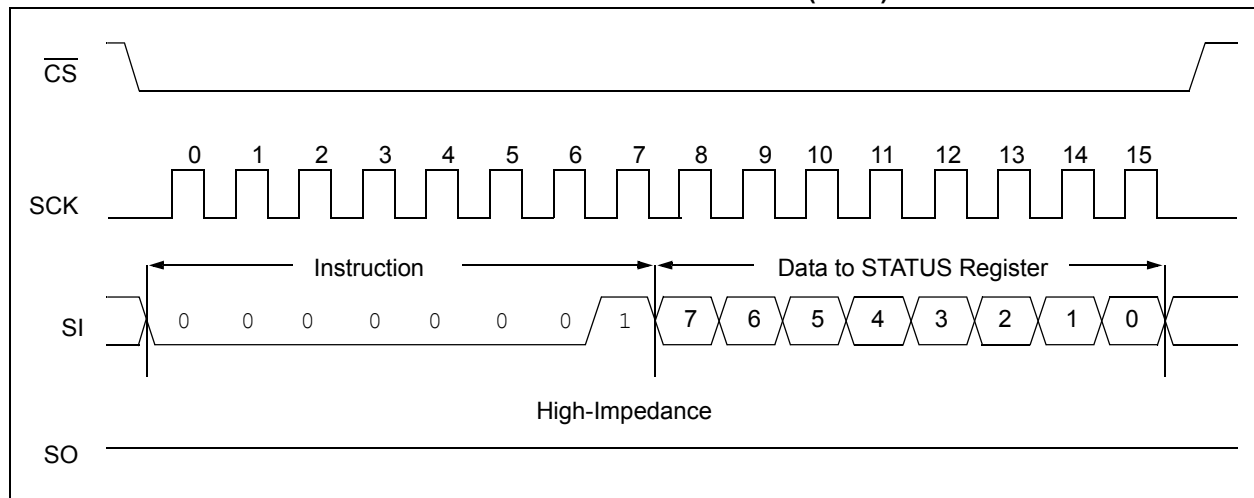 CS
0 1 2 3 4 5 6 7 8 9 10 11 12 13 14 15
SCK
Instruction Data to STATUS Register
SI 0 0 0 0 0 0 0 1 7 6 5 4 3 2 1 0
High-Impedance
SO